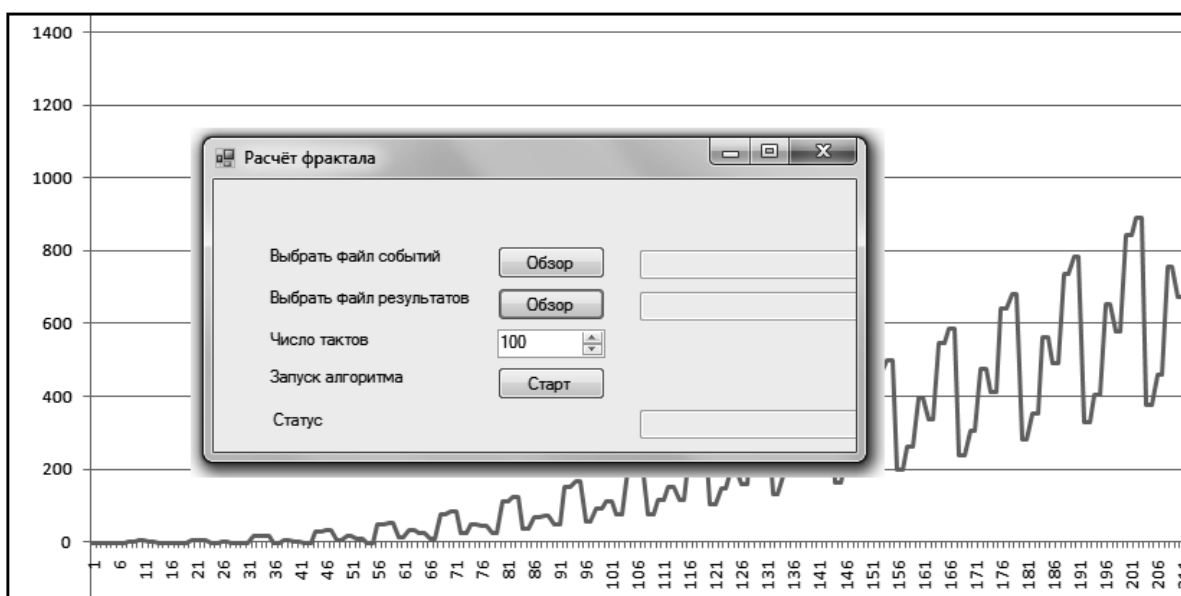 1400
1200
1000
800
600
400
200
0
Расчёт фрактала
Выбрать файл событий Обзор
Выбрать файл результатов Обзор
Число тактов 100
Запуск алгоритма Старт
Статус
1 6 11 16 21 26 31 36 41 46 51 56 61 66 71 76 81 86 91 96 101 106 111 116 121 126 131 136 141 146 151 156 161 166 171 176 181 186 191 196 201 206